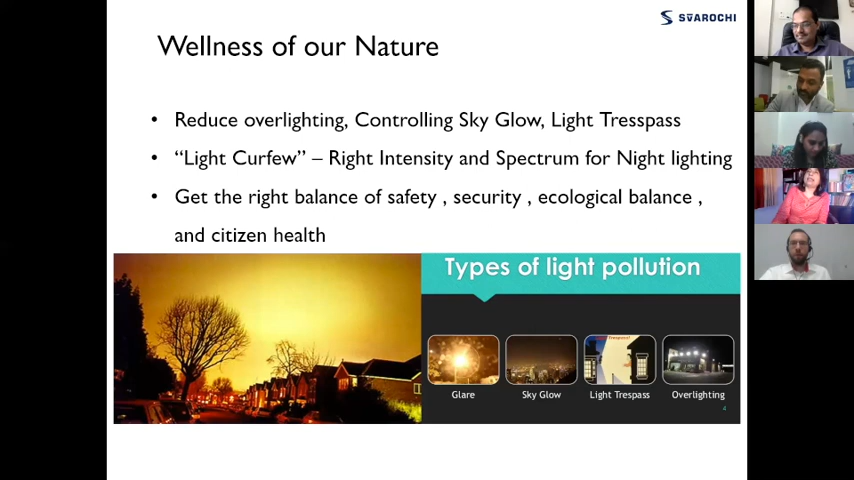 SVAROCHI
Wellness of our Nature
• Reduce overlighting, Controlling Sky Glow, Light Tresspass
• “Light Curfew” – Right Intensity and Spectrum for Night lighting
• Get the right balance of safety , security , ecological balance ,
and citizen health
Types of light pollution
Glare
Sky Glow
Light Trespass
Overlighting
4